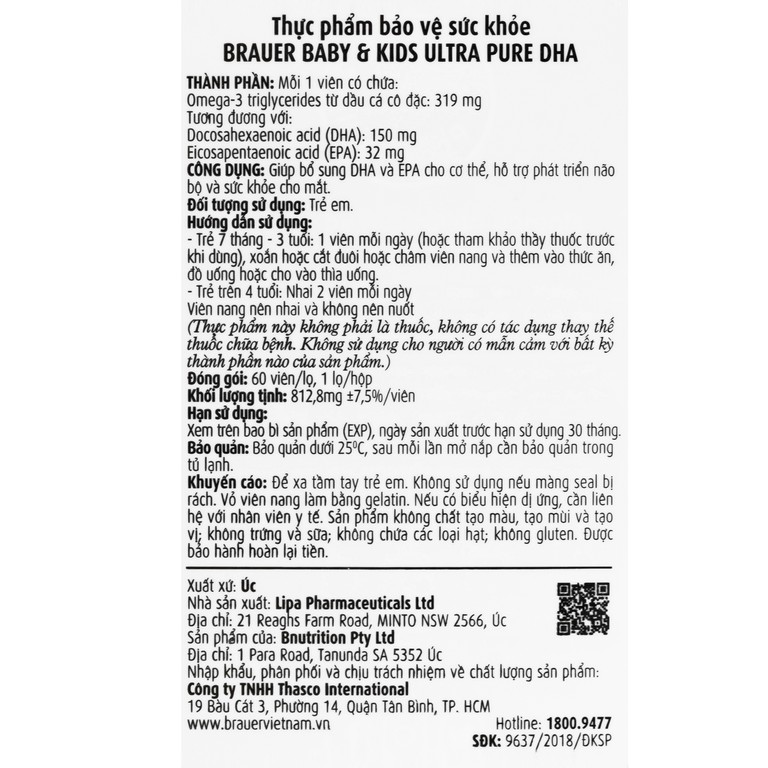 Thực phẩm bảo vệ sức khỏe
BRAUER BABY & KIDS ULTRA PURE DHA
THÀNH PHẦN: Mỗi 1 viên có chứa:
Omega-3 triglycerides từ dầu cá cô đặc: 319 mg
Tương đương với:
Docosahexaenoic acid (DHA): 150 mg
Eicosapentaenoic acid (EPA): 32 mg
CÔNG DỤNG: Giúp bổ sung DHA và EPA cho cơ thể, hỗ trợ phát triển não
bộ và sức khỏe cho mắt.
Đối tượng sử dụng: Trẻ em.
Hướng dẫn sử dụng:
- Trẻ 7 tháng - 3 tuổi: 1 viên mỗi ngày (hoặc tham khảo thầy thuốc trước
khi dùng), xoắn hoặc cắt đuôi hoặc châm viên nang và thêm vào thức ăn,
đồ uống hoặc cho vào thìa uống.
- Trẻ trên 4 tuổi: Nhai 2 viên mỗi ngày
Viên nang nên nhai và không nên nuốt
(Thực phẩm này không phải là thuốc, không có tác dụng thay thế
thuốc chữa bệnh. Không sử dụng cho người có mẫn cảm với bất kỳ
thành phần nào của sản phẩm.)
Đóng gói: 60 viên/lọ, 1 lọ/hộp
Khối lượng tịnh: 812,8mg ±7,5%/viên
Hạn sử dụng:
Xem trên bao bì sản phẩm (EXP), ngày sản xuất trước hạn sử dụng 30 tháng.
Bảo quản: Bảo quản dưới 25⁰C, sau mỗi lần mở nắp cần bảo quản trong
tủ lạnh.
Khuyến cáo: Để xa tầm tay trẻ em. Không sử dụng nếu màng seal bị
rách. Vỏ viên nang làm bằng gelatin. Nếu có biểu hiện dị ứng, cần liên
hệ với nhân viên y tế. Sản phẩm không chất tạo màu, tạo mùi và tạo
vị; không trứng và sữa; không chứa các loại hạt; không gluten. Được
bảo hành hoàn lại tiền.
Xuất xứ: Úc
Nhà sản xuất: Lipa Pharmaceuticals Ltd
Địa chỉ: 21 Reaghs Farm Road, MINTO NSW 2566, Úc
Sản phẩm của: Bnutrition Pty Ltd
Địa chỉ: 1 Para Road, Tanunda SA 5352 Úc
Nhập khẩu, phân phối và chịu trách nhiệm về chất lượng sản phẩm:
Công ty TNHH Thasco International
19 Bàu Cát 3, Phường 14, Quận Tân Bình, TP. HCM
www.brauervietnam.vn Hotline: 1800.9477
SĐK: 9637/2018/ĐKSP